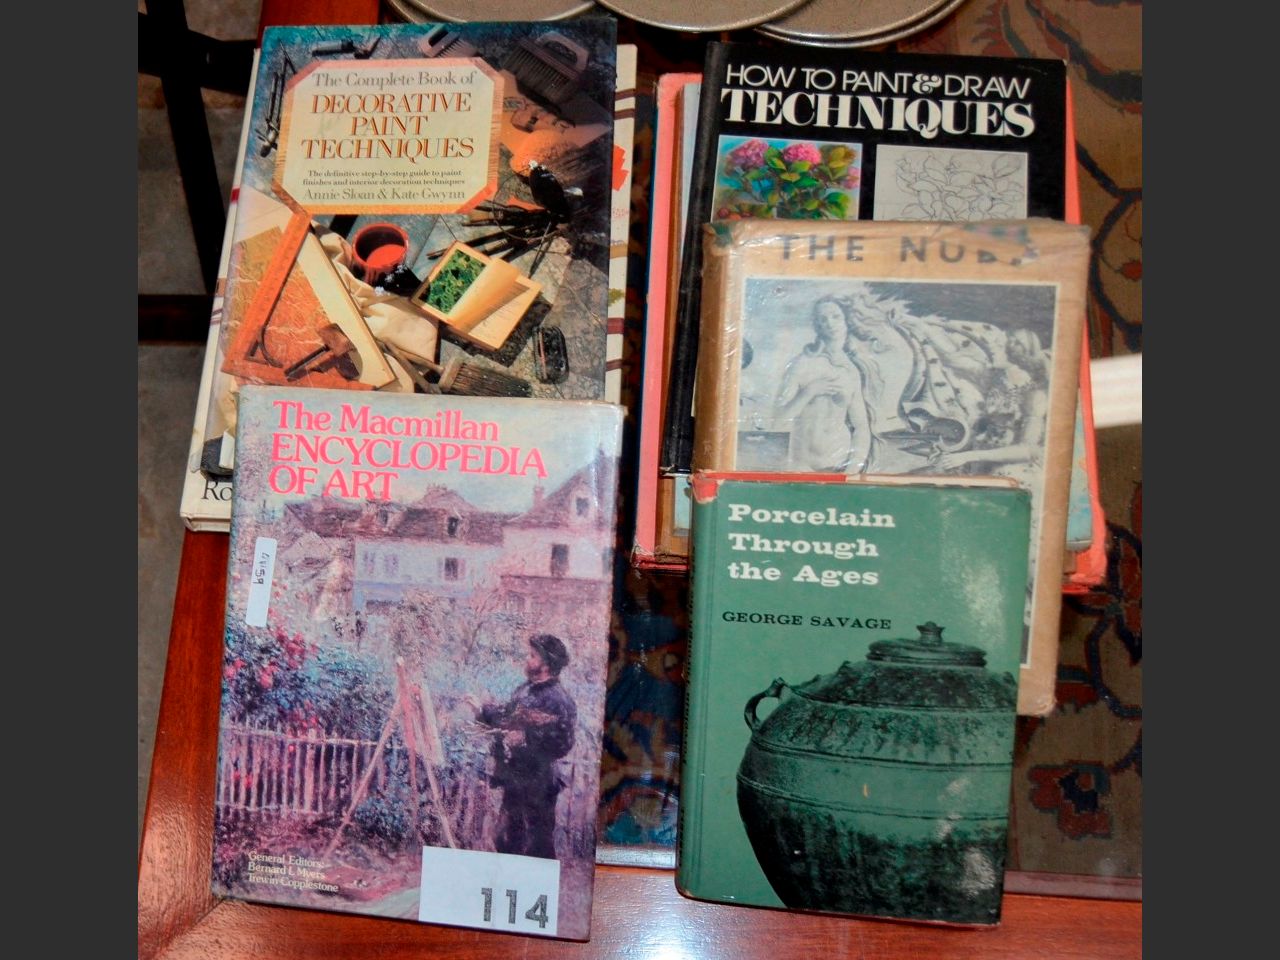 The Complete Book of
DECORATIVE
PAINT
TECHNIQUES
The definitive step-by-step guide to paint
finishes and interior decoration techniques
Annie Sloan & Kate Gwynn
Ro
The Macmillan
ENCYCLOPEDIA
OF ART
General Editors:
Bernard L Myers
Trewin Copplestone
114
HOW TO PAINT & DRAW
TECHNIQUES
THE NUDE
Porcelain
Through
the Ages
GEORGE SAVAGE